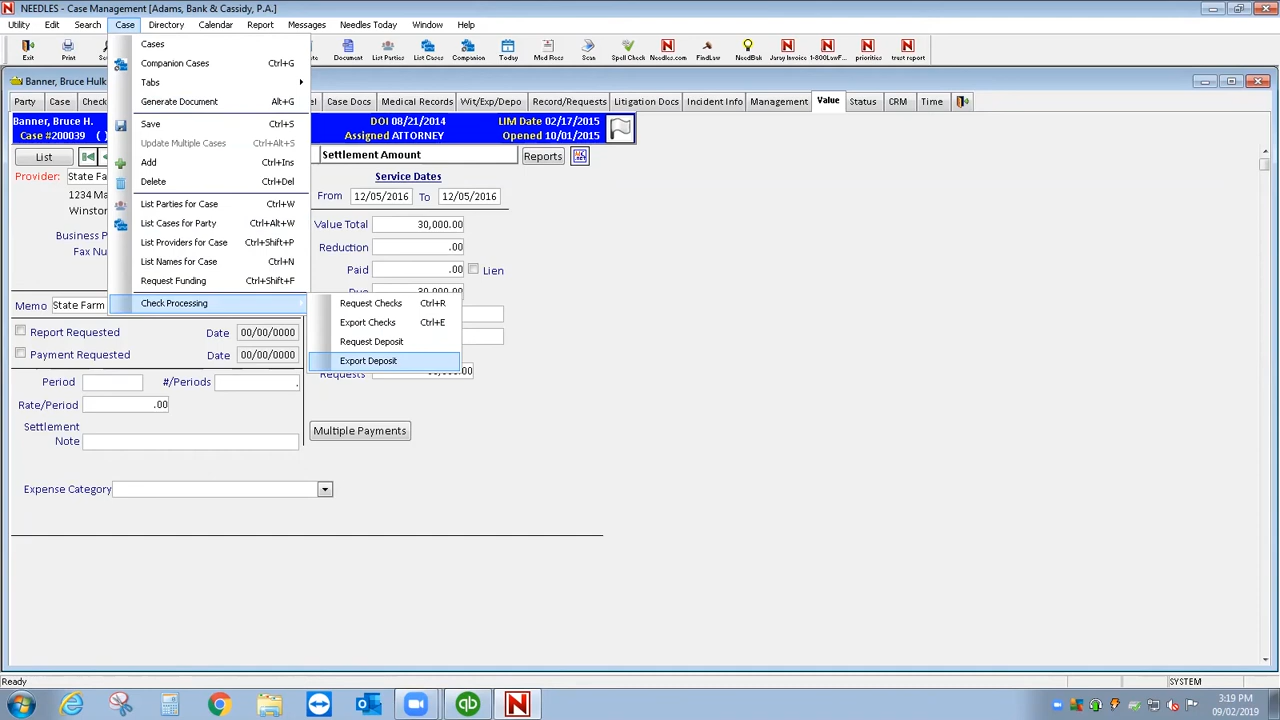 NEEDLES - Case Management [Adams, Bank & Cassidy, P.A.]
Utility Edit Search Case Directory Calendar Report Messages Needles Today Window Help
Exit Print Document List Parties List Cases Companion Today Med Recs Scan Spell Check Needles.com FindLaw NeedBsk Jarvy Invoice 1-800LawF... priorities trust report
Banner, Bruce Hulk
Party Case Check Case Docs Medical Records Wit/Exp/Depo Record/Requests Litigation Docs Incident Info Management Value Status CRM Time
Banner, Bruce H. DOI 08/21/2014 LIM Date 02/17/2015
Case #200039 ( ) Assigned ATTORNEY Opened 10/01/2015
List Settlement Amount Reports
Provider: State Farm Service Dates
1234 Ma From 12/05/2016 To 12/05/2016
Winston
Value Total 30,000.00
Business P
Reduction .00
Fax Nu
Paid .00 Lien
Due
Memo State Farm
Report Requested Date 00/00/0000
Payment Requested Date 00/00/0000
Requests
Period #/Periods .
Rate/Period .00
Settlement
Note
Multiple Payments
Expense Category
Cases
Companion Cases Ctrl+G
Tabs
Generate Document Alt+G
Save Ctrl+S
Update Multiple Cases Ctrl+Alt+S
Add Ctrl+Ins
Delete Ctrl+Del
List Parties for Case Ctrl+W
List Cases for Party Ctrl+Alt+W
List Providers for Case Ctrl+Shift+P
List Names for Case Ctrl+N
Request Funding Ctrl+Shift+F
Check Processing
Request Checks Ctrl+R
Export Checks Ctrl+E
Request Deposit
Export Deposit
Ready SYSTEM
3:19 PM
09/02/2019